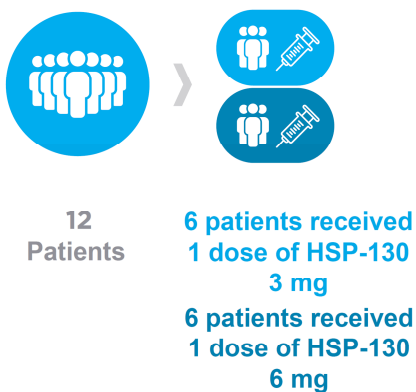 12
Patients
6 patients received
1 dose of HSP-130
3 mg
6 patients received
1 dose of HSP-130
6 mg